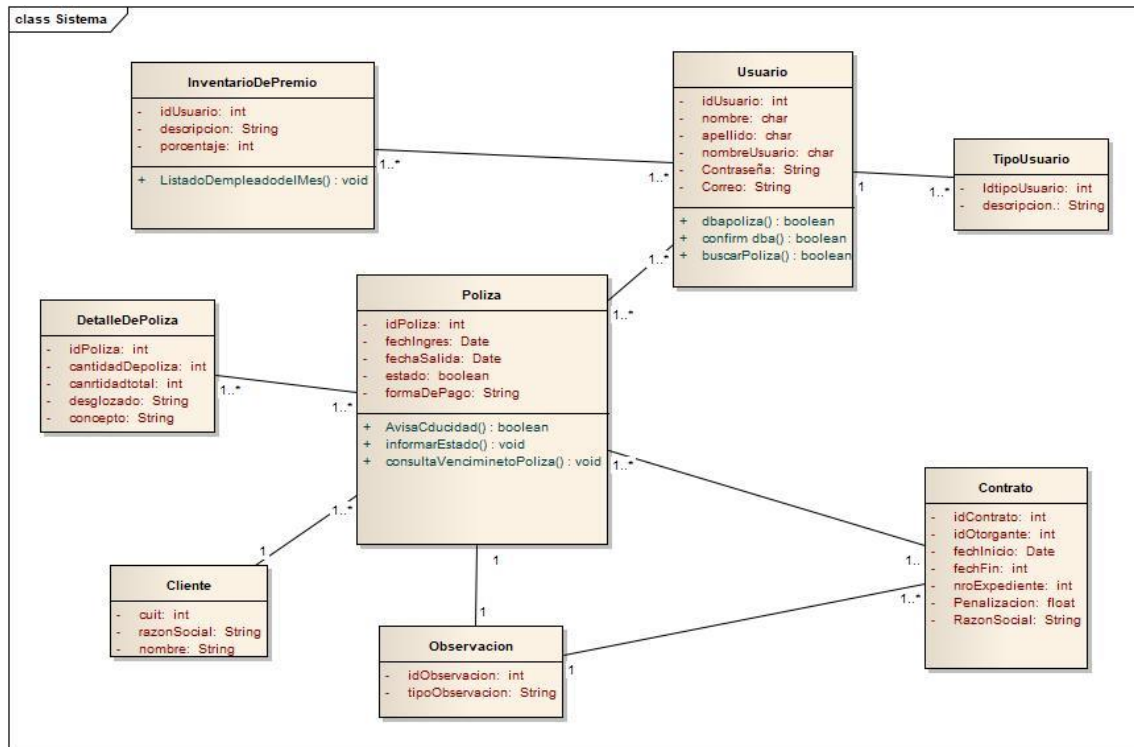 class Sistema
InventarioDePremio
- idUsuario: int
- descripcion: String
- porcentaje: int
+ ListadoDempleadodelMes() : void
1..*
1..*
Usuario
- idUsuario: int
- nombre: char
- apellido: char
- nombreUsuario: char
- Contraseña: String
- Correo: String
+ dbapoliza() : boolean
+ confirm dba() : boolean
+ buscarPoliza() : boolean
1
1..*
TipoUsuario
- IdtipoUsuario: int
- descripcion.: String
1..*
1..*
DetalleDePoliza
- idPoliza: int
- cantidadDepoliza: int
- canrtidadtotal: int
- desglozado: String
- concepto: String
1..*
1..*
Poliza
- idPoliza: int
- fechIngres: Date
- fechaSalida: Date
- estado: boolean
- formaDePago: String
+ AvisaCducidad() : boolean
+ informarEstado() : void
+ consultaVenciminetoPoliza() : void
1..*
1..
1..*
1
1
1
Contrato
- idContrato: int
- idOtorgante: int
- fechInicio: Date
- fechFin: int
- nroExpediente: int
- Penalizacion: float
- RazonSocial: String
1..*
1
Cliente
- cuit: int
- razonSocial: String
- nombre: String
Observacion
- idObservacion: int
- tipoObservacion: String